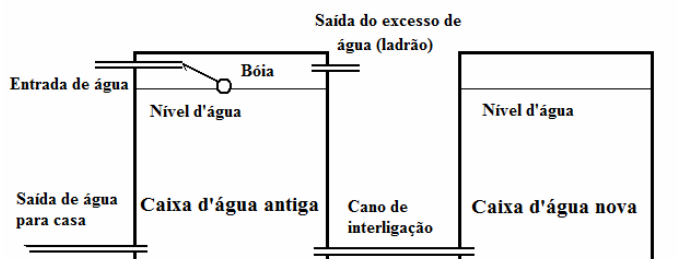 Saída do excesso de
água (ladrão)
Entrada de água
Bóia
Nível d'água
Nível d'água
Saída de água
para casa
Caixa d'água antiga
Cano de
interligação
Caixa d'água nova